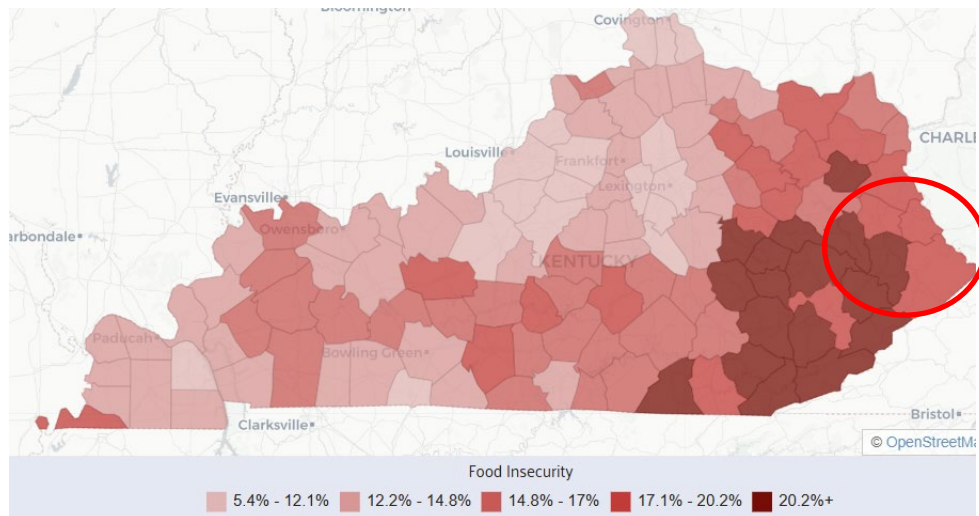 Bloomington
Covington
CHARLE
Louisville
Frankfort
Lexington
Evansville
Owensboro
arbondale
KENTUCKY
Paducah
Bowling Green
Clarksville
Bristol
© OpenStreetMa
Food Insecurity
5.4% - 12.1% 12.2% - 14.8% 14.8% - 17% 17.1% - 20.2% 20.2%+